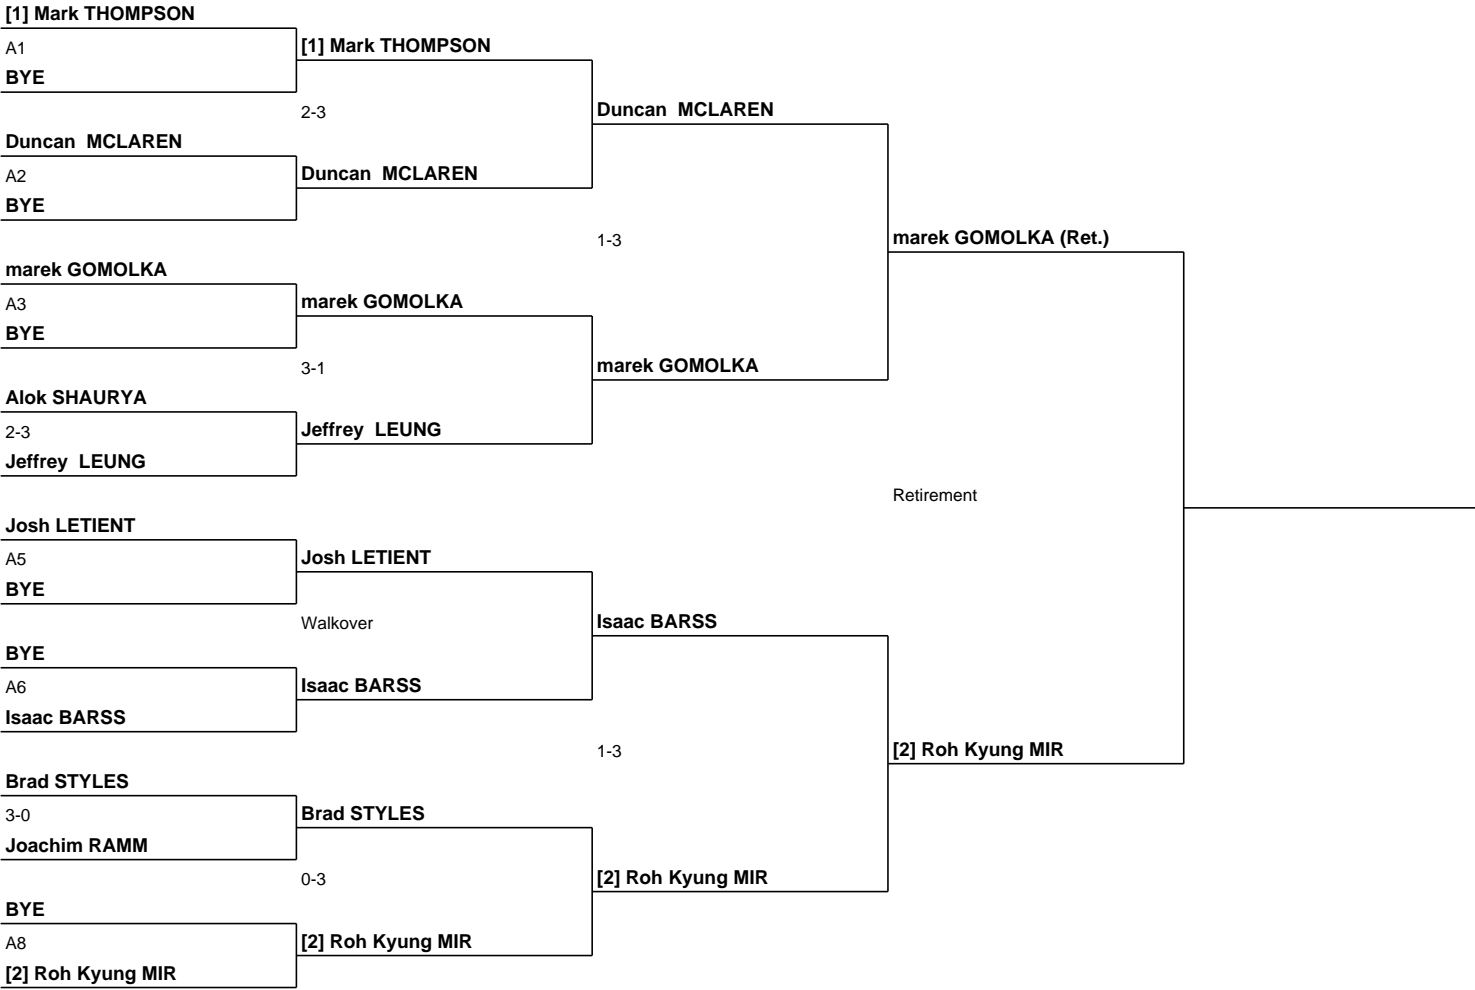 [1] Mark THOMPSON
A1
BYE
Duncan  MCLAREN
A2
BYE
marek GOMOLKA
A3
BYE
Alok SHAURYA
2-3
Jeffrey  LEUNG
Josh LETIENT
A5
BYE
BYE
A6
Isaac BARSS
Brad STYLES
3-0
Joachim RAMM
BYE
A8
[2] Roh Kyung MIR
[1] Mark THOMPSON
2-3
Duncan  MCLAREN
marek GOMOLKA
3-1
Jeffrey  LEUNG
Josh LETIENT
Walkover
Isaac BARSS
Brad STYLES
0-3
[2] Roh Kyung MIR
Duncan  MCLAREN
1-3
marek GOMOLKA
Isaac BARSS
1-3
[2] Roh Kyung MIR
marek GOMOLKA (Ret.)
Retirement
[2] Roh Kyung MIR